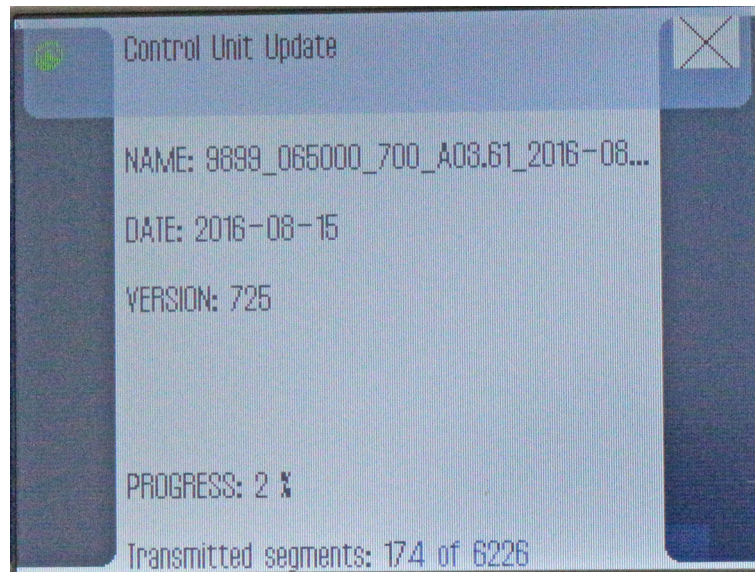 Control Unit Update
NAME: 9899_065000_700_A03.61_2016-08...
DATE: 2016-08-15
VERSION: 725
PROGRESS: 2 %
Transmitted segments: 174 of 6226